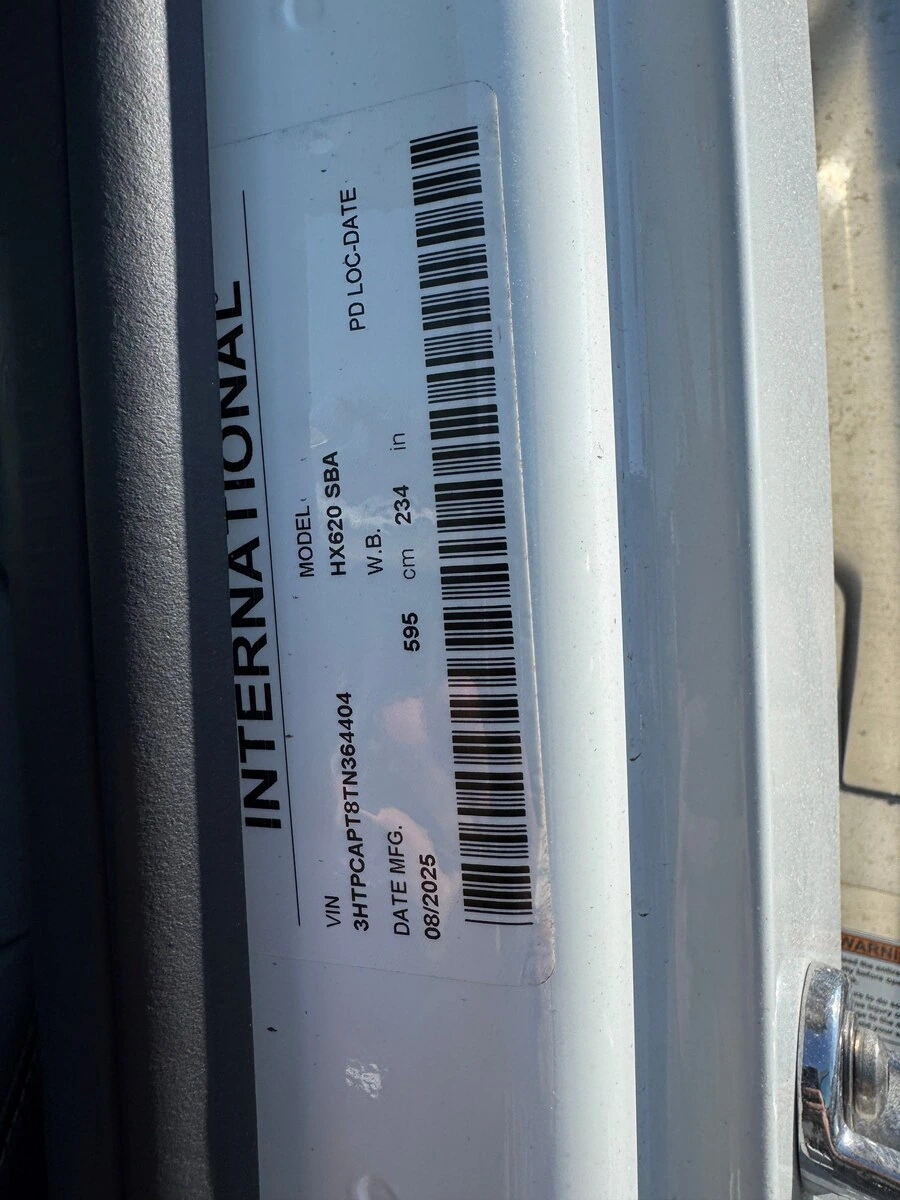 INTERNATIONAL
VIN
MODEL
3HTPCAPT8TN364404
HX620 SBA
PD LOC-DATE
DATE MFG.
W.B.
08/2025
595 cm 234 in